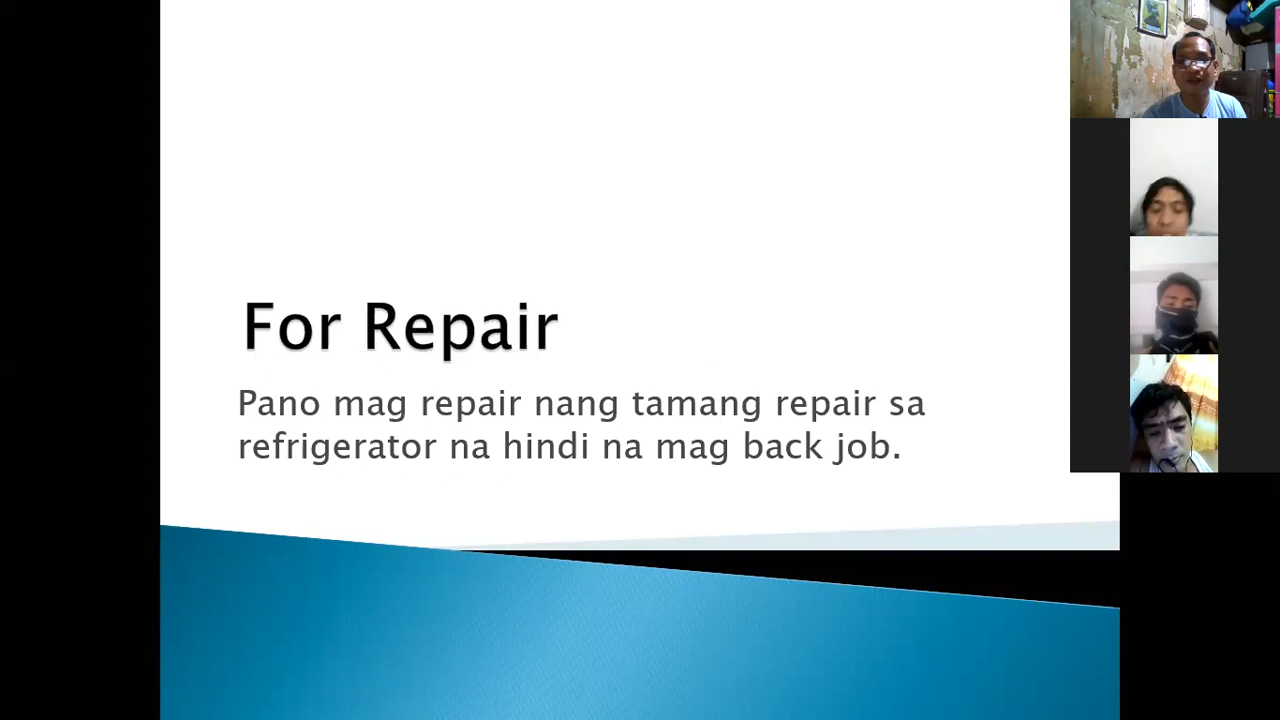 For Repair
Pano mag repair nang tamang repair sa
refrigerator na hindi na mag back job.